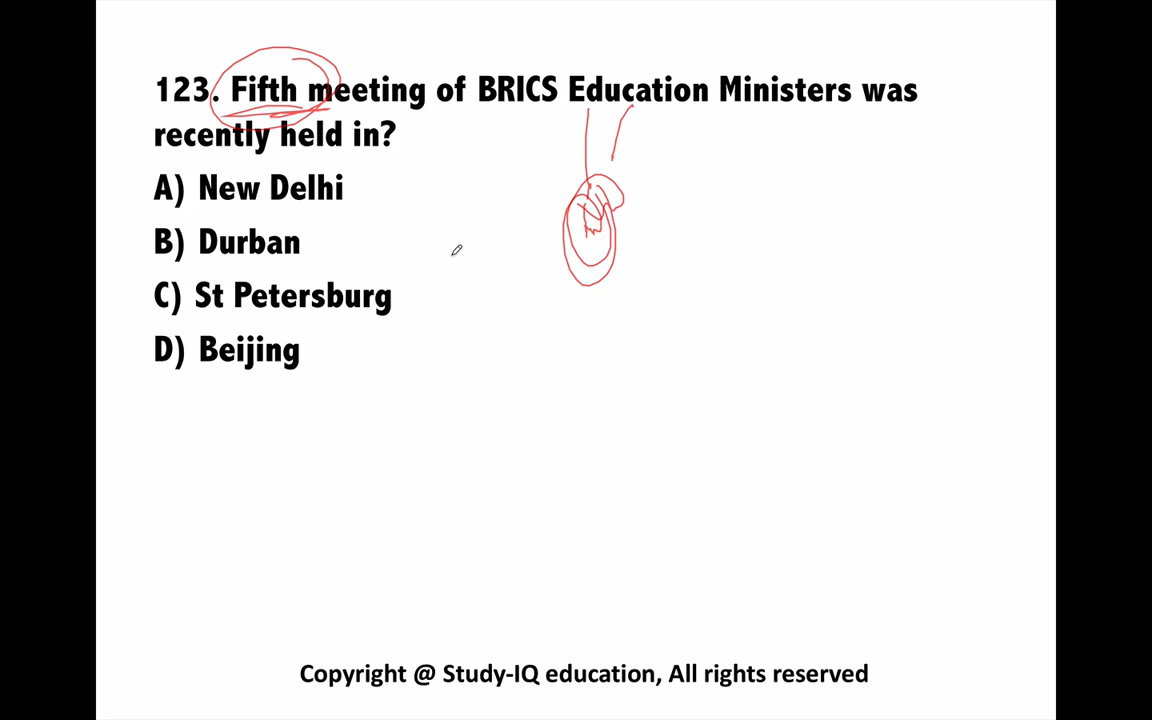 123. Fifth meeting of BRICS Education Ministers was
recently held in?
A) New Delhi
B) Durban
C) St Petersburg
D) Beijing
Copyright @ Study-IQ education, All rights reserved